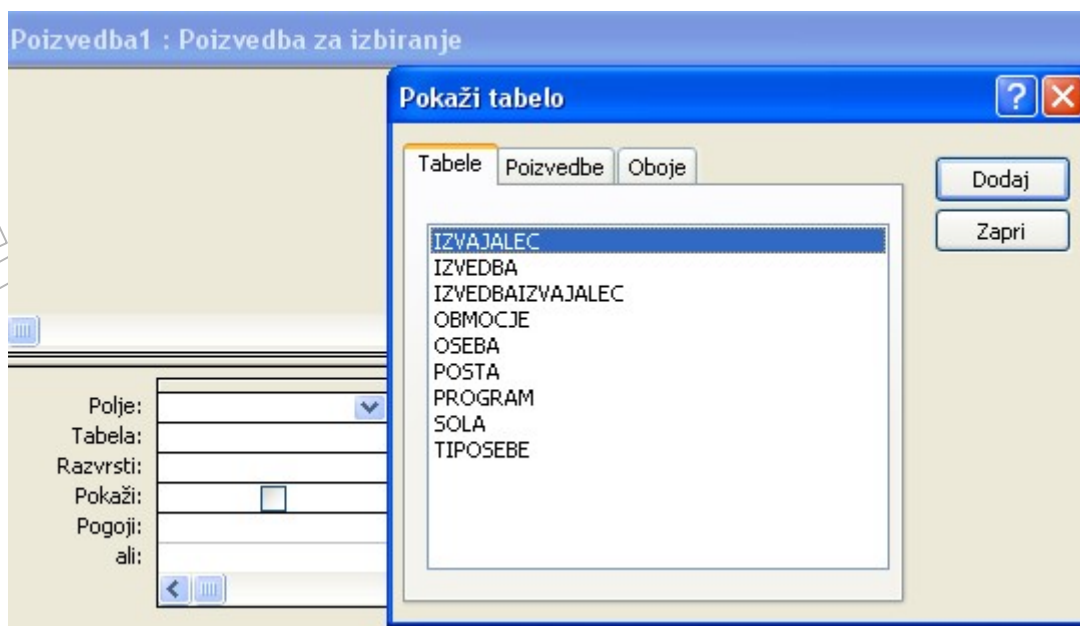 Poizvedba1 : Poizvedba za izbiranje
Pokaži tabelo
Tabele Poizvedbe Oboje
Dodaj
Zapri
IZVAJALEC
IZVEDBA
IZVEDBAIZVAJALEC
OBMOCJE
OSEBA
POSTA
PROGRAM
SOLA
TIPOSEBE
Polje:
Tabela:
Razvrsti:
Pokaži:
Pogoji:
ali: